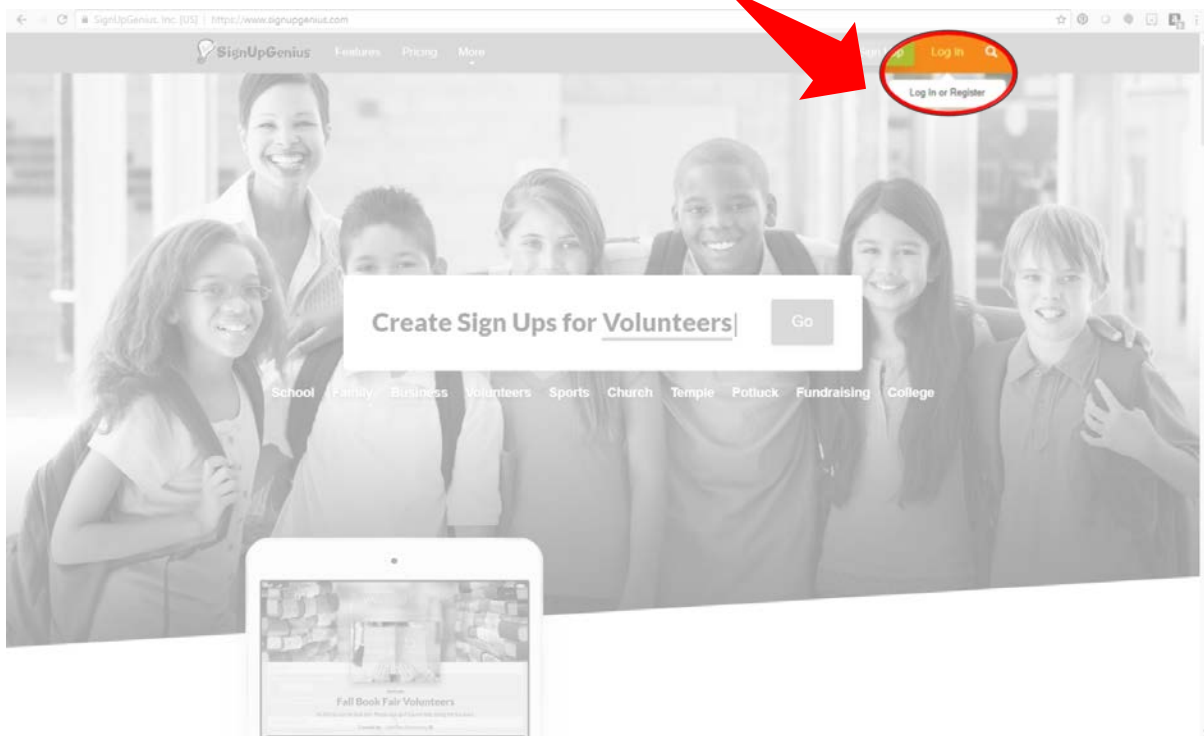 SignUpGenius, Inc. [US] | https://www.signupgenius.com
SignUpGenius Features Pricing More Log In
Log In or Register
Create Sign Ups for Volunteers
Go
School Family Business Volunteers Sports Church Temple Potluck Fundraising College
Fall Book Fair Volunteers